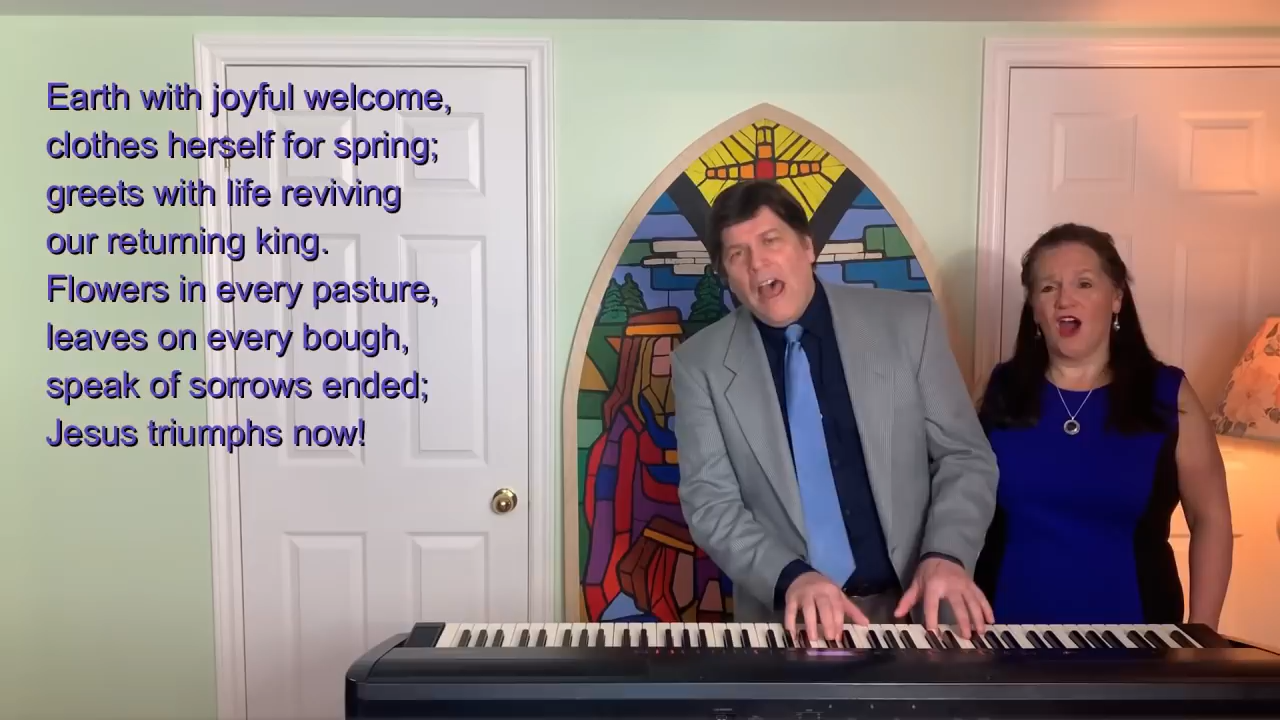 Earth with joyful welcome,
clothes herself for spring;
greets with life reviving
our returning king.
Flowers in every pasture,
leaves on every bough,
speak of sorrows ended;
Jesus triumphs now!